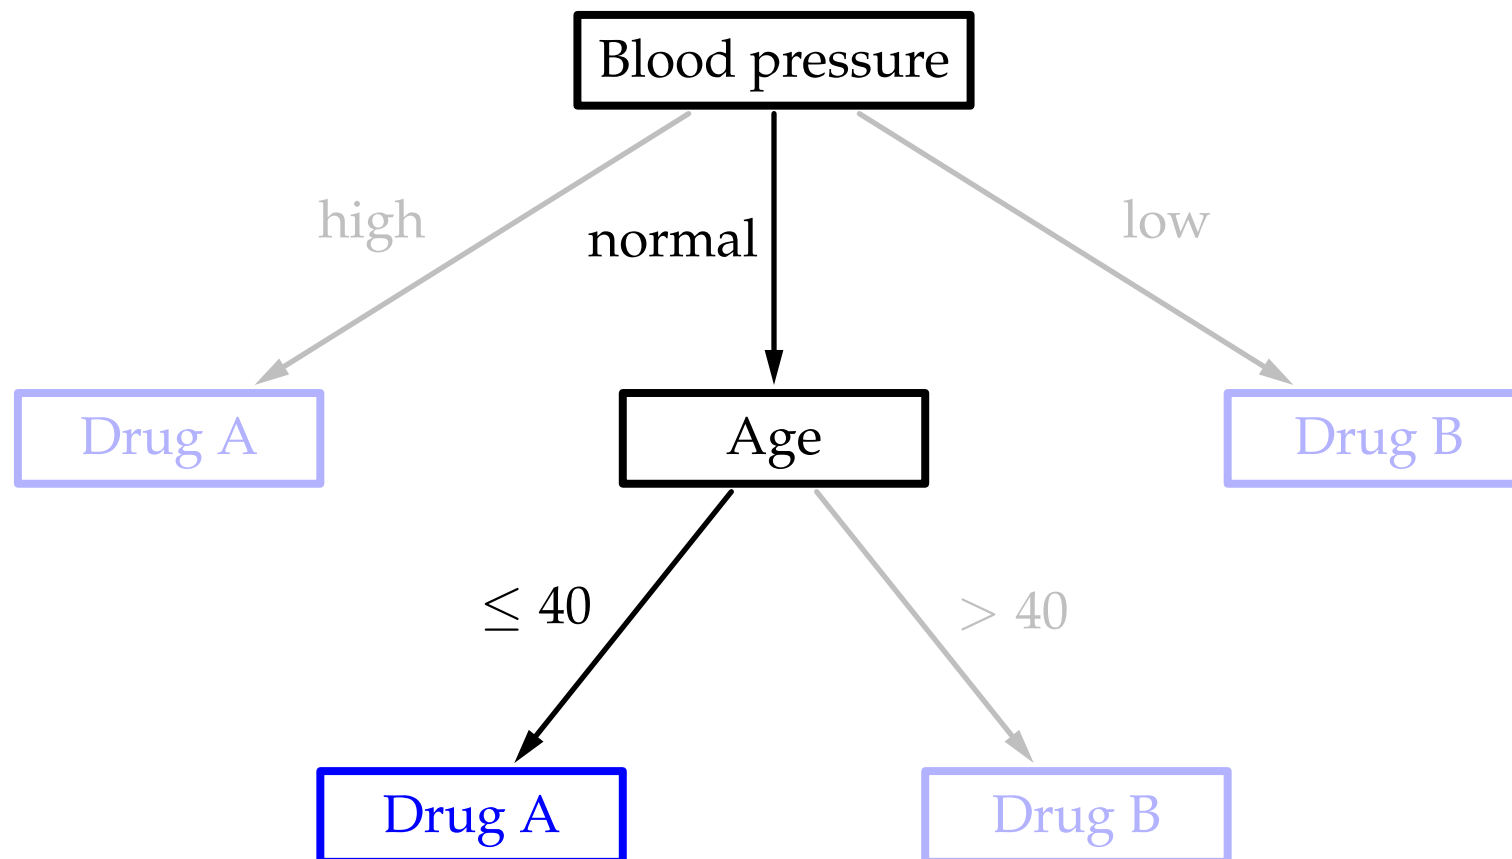 Blood pressure
high
normal
low
Drug A
Age
Drug B
≤ 40
> 40
Drug A
Drug B